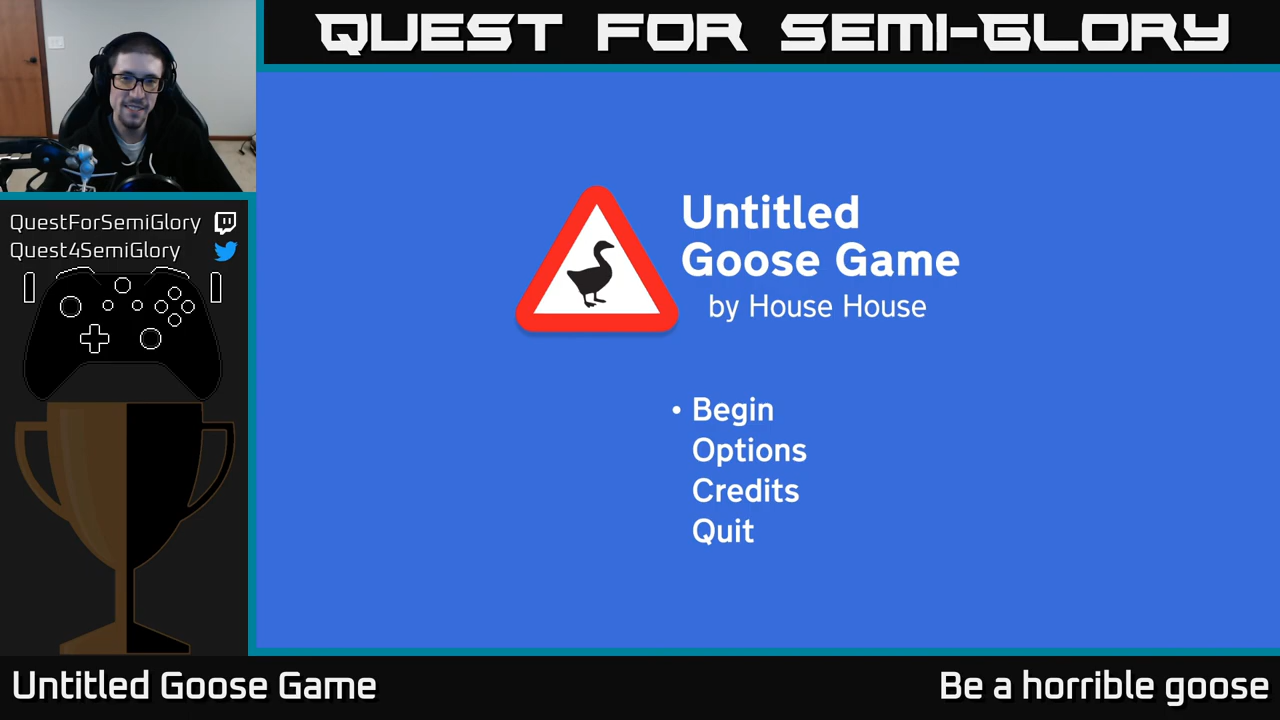 QUEST FOR SEMI-GLORY
QuestForSemiGlory
Quest4SemiGlory
Untitled
Goose Game
by House House
• Begin
Options
Credits
Quit
Untitled Goose Game
Be a horrible goose